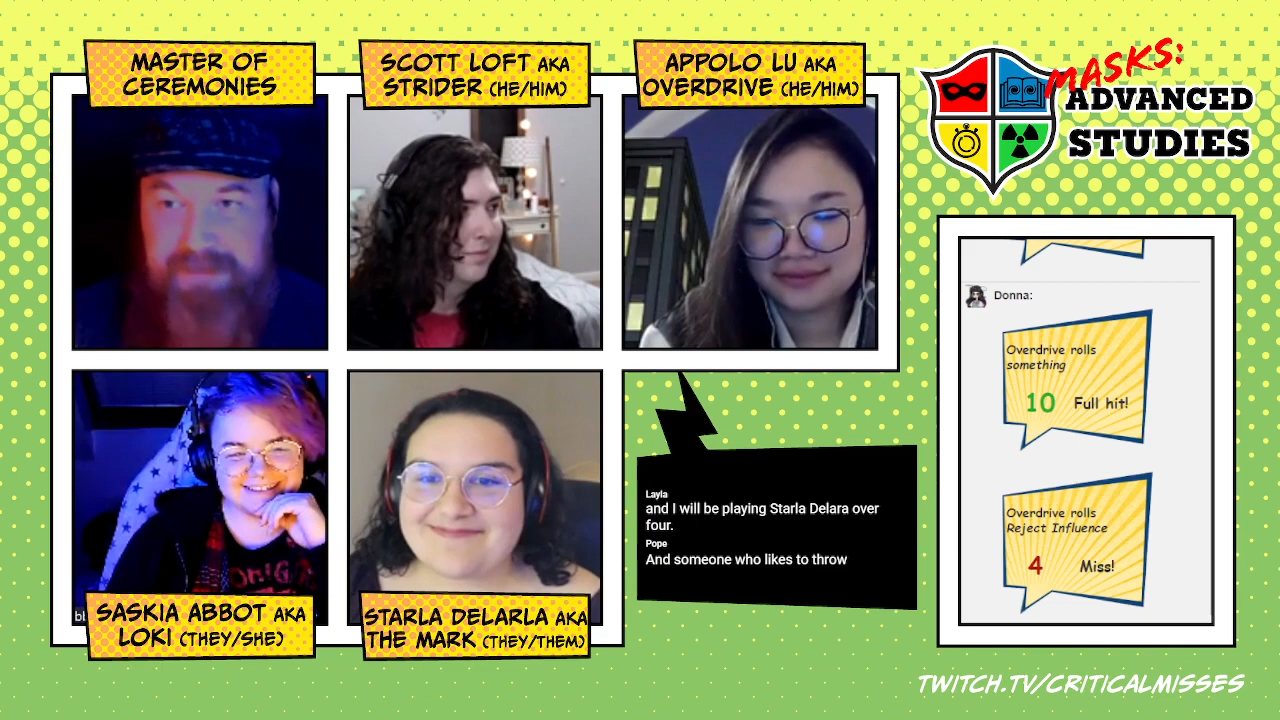 MASTER OF
CEREMONIES
SCOTT LOFT AKA
STRIDER (HE/HIM)
APPOLO LU AKA
OVERDRIVE (HE/HIM)
MASKS:
ADVANCED
STUDIES
Donna:
Overdrive rolls
something
10 Full hit!
Overdrive rolls
Reject Influence
4 Miss!
Layla
and I will be playing Starla Delara over
four.
Pope
And someone who likes to throw
SASKIA ABBOT AKA
LOKI (THEY/SHE)
STARLA DELARLA AKA
THE MARK (THEY/THEM)
TWITCH.TV/CRITICALMISSES